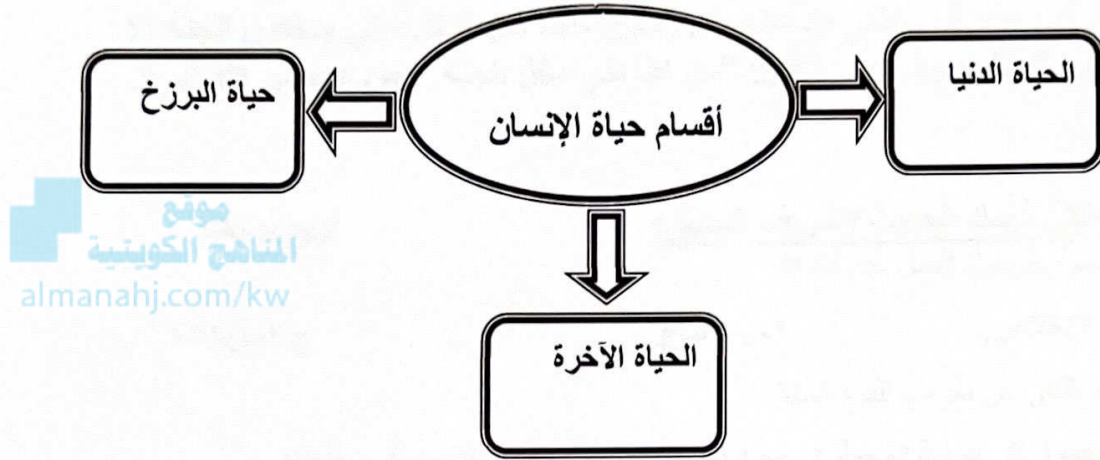 أقسام حياة الإنسان
الحياة الدنيا
حياة البرزخ
الحياة الآخرة
موقع
المناهج الكويتية
almanahj.com/kw